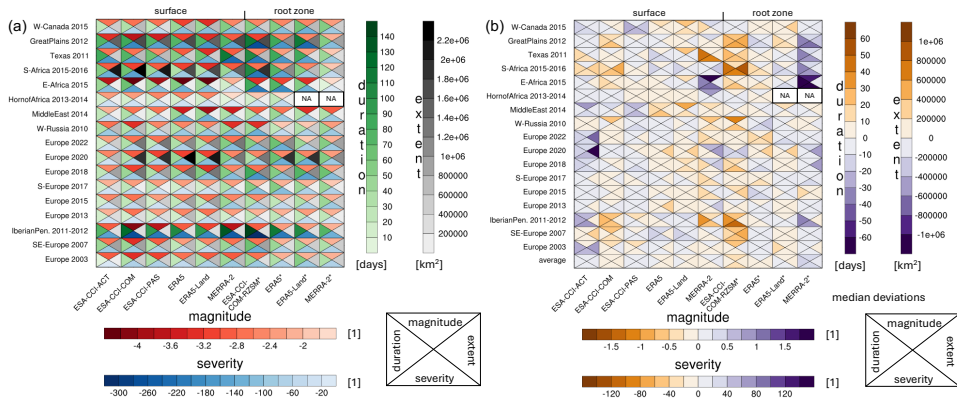 (a)
surface
root zone
W-Canada 2015
GreatPlains 2012
Texas 2011
S-Africa 2015-2016
E-Africa 2015
HornofAfrica 2013-2014
MiddleEast 2014
W-Russia 2010
Europe 2022
Europe 2020
Europe 2018
S-Europe 2017
Europe 2015
Europe 2013
IberianPen. 2011-2012
SE-Europe 2007
Europe 2003
NA
NA
ESA-CCI-ACT
ESA-CCI-COM
ESA-CCI-PAS
ERA5
ERA5-Land
MERRA-2
ESA-CCI-
COM-RZSM*
ERA5*
ERA5-Land*
MERRA-2*
140
130
120
110
100
90
80
70
60
50
40
30
20
10
duration
[days]
2.2e+06
2e+06
1.8e+06
1.6e+06
1.4e+06
1.2e+06
1e+06
800000
600000
400000
200000
extent
[km²]
magnitude
-4 -3.6 -3.2 -2.8 -2.4 -2
[1]
severity
-300 -260 -220 -180 -140 -100 -60 -20
[1]
magnitude
duration
extent
severity
(b)
surface
root zone
W-Canada 2015
GreatPlains 2012
Texas 2011
S-Africa 2015-2016
E-Africa 2015
HornofAfrica 2013-2014
MiddleEast 2014
W-Russia 2010
Europe 2022
Europe 2020
Europe 2018
S-Europe 2017
Europe 2015
Europe 2013
IberianPen. 2011-2012
SE-Europe 2007
Europe 2003
average
NA
NA
ESA-CCI-ACT
ESA-CCI-COM
ESA-CCI-PAS
ERA5
ERA5-Land
MERRA-2
ESA-CCI-
COM-RZSM*
ERA5*
ERA5-Land*
MERRA-2*
60
50
40
30
20
10
0
-10
-20
-30
-40
-50
-60
duration
[days]
1e+06
800000
600000
400000
200000
0
-200000
-400000
-600000
-800000
-1e+06
extent
[km²]
median deviations
magnitude
-1.5 -1 -0.5 0 0.5 1 1.5
[1]
severity
-120 -80 -40 0 40 80 120
[1]
magnitude
duration
extent
severity